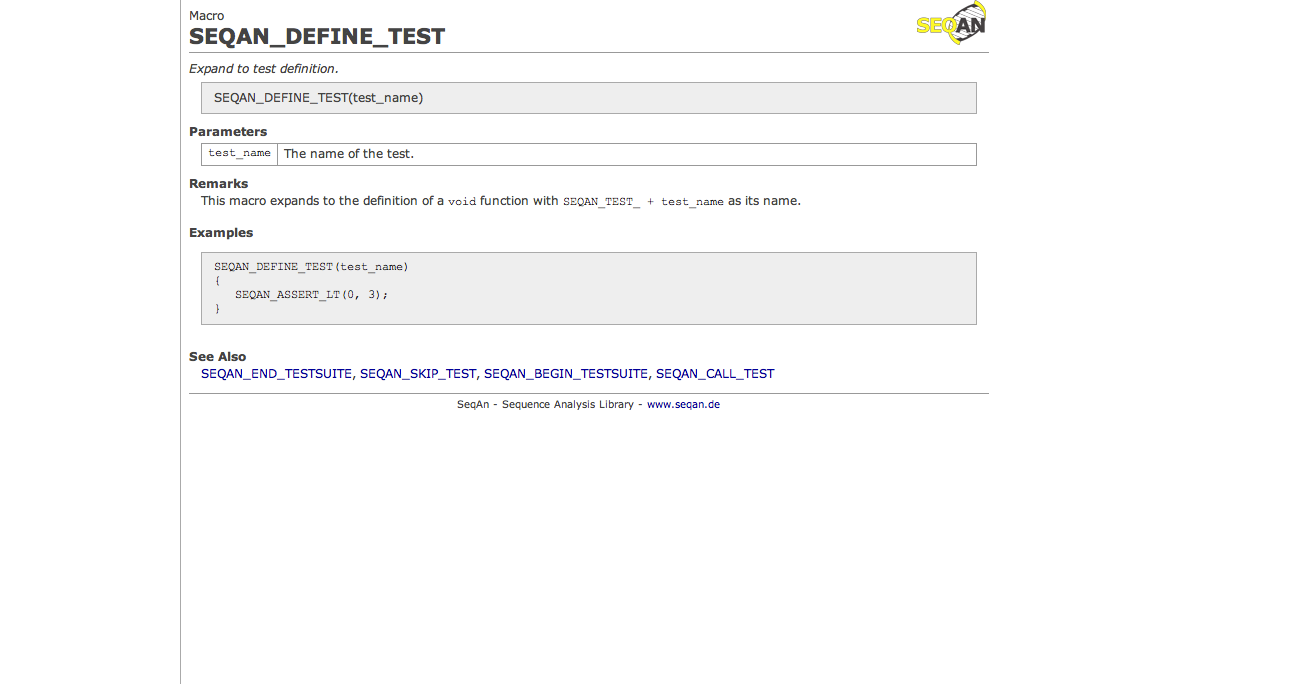 Macro
SEQAN
SEQAN_DEFINE_TEST
Expand to test definition.
SEQAN_DEFINE_TEST(test_name)
Parameters
test_name The name of the test.
Remarks
This macro expands to the definition of a void function with SEQAN_TEST_ + test_name as its name.
Examples
SEQAN_DEFINE_TEST(test_name)
{
   SEQAN_ASSERT_LT(0, 3);
}
See Also
SEQAN_END_TESTSUITE, SEQAN_SKIP_TEST, SEQAN_BEGIN_TESTSUITE, SEQAN_CALL_TEST
SeqAn - Sequence Analysis Library - www.seqan.de